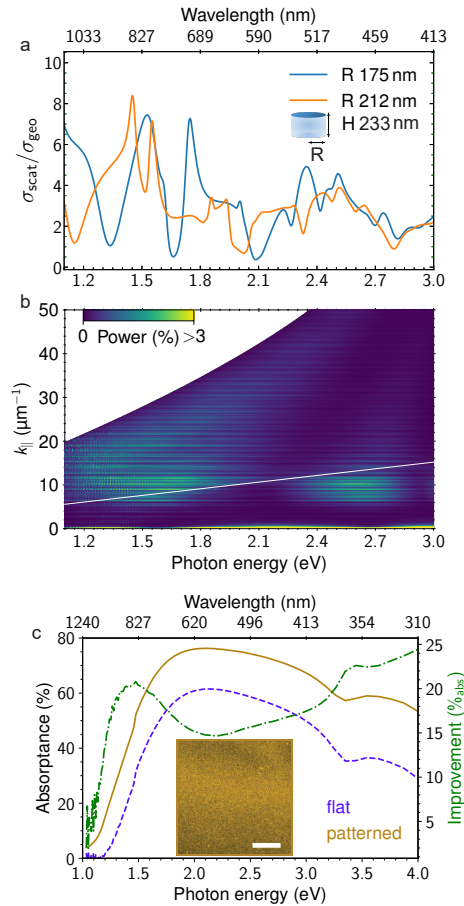 Wavelength (nm)
1033 827 689 590 517 459 413
a
10
8
6
4
2
0
σscat/σgeo
R 175 nm
R 212 nm
H 233 nm
R
1.2 1.5 1.8 2.1 2.4 2.7 3.0
b
50
40
30
20
10
0
k|| (μm⁻¹)
0 Power (%) >3
1.2 1.5 1.8 2.1 2.4 2.7 3.0
Photon energy (eV)
Wavelength (nm)
1240 827 620 496 413 354 310
c
80
60
40
20
0
Absorptance (%)
25
20
15
10
5
Improvement (%abs)
flat
patterned
1.0 1.5 2.0 2.5 3.0 3.5 4.0
Photon energy (eV)